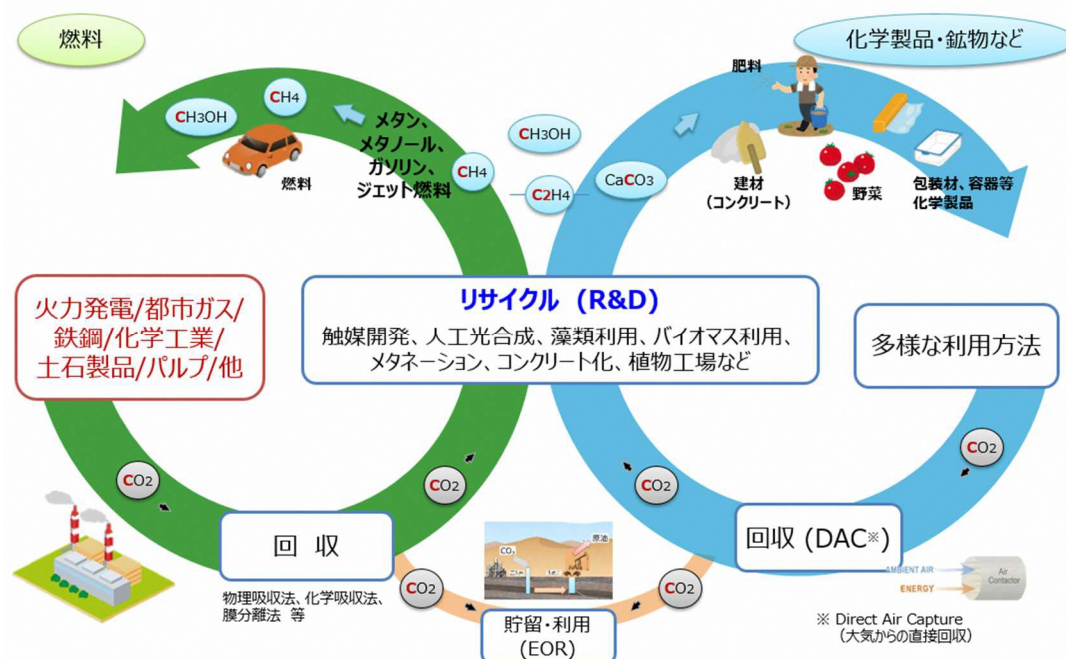 燃料
化学製品・鉱物など
CH3OH
CH4
燃料
メタン、
メタノール、
ガソリン、
ジェット燃料
CH4
CH3OH
C2H4
CaCO3
肥料
建材
（コンクリート）
野菜
包装材、容器等
化学製品
火力発電/都市ガス/
鉄鋼/化学工業/
土石製品/パルプ/他
リサイクル (R&D)
触媒開発、人工光合成、藻類利用、バイオマス利用、
メタネーション、コンクリート化、植物工場など
多様な利用方法
CO2
CO2
CO2
CO2
回 収
物理吸収法、化学吸収法、
膜分離法 等
CO2
CO2
原油
CO2
貯留・利用
(EOR)
回収 (DAC※)
AMBIENT AIR
ENERGY
Air
Contactor
※ Direct Air Capture
（大気からの直接回収）